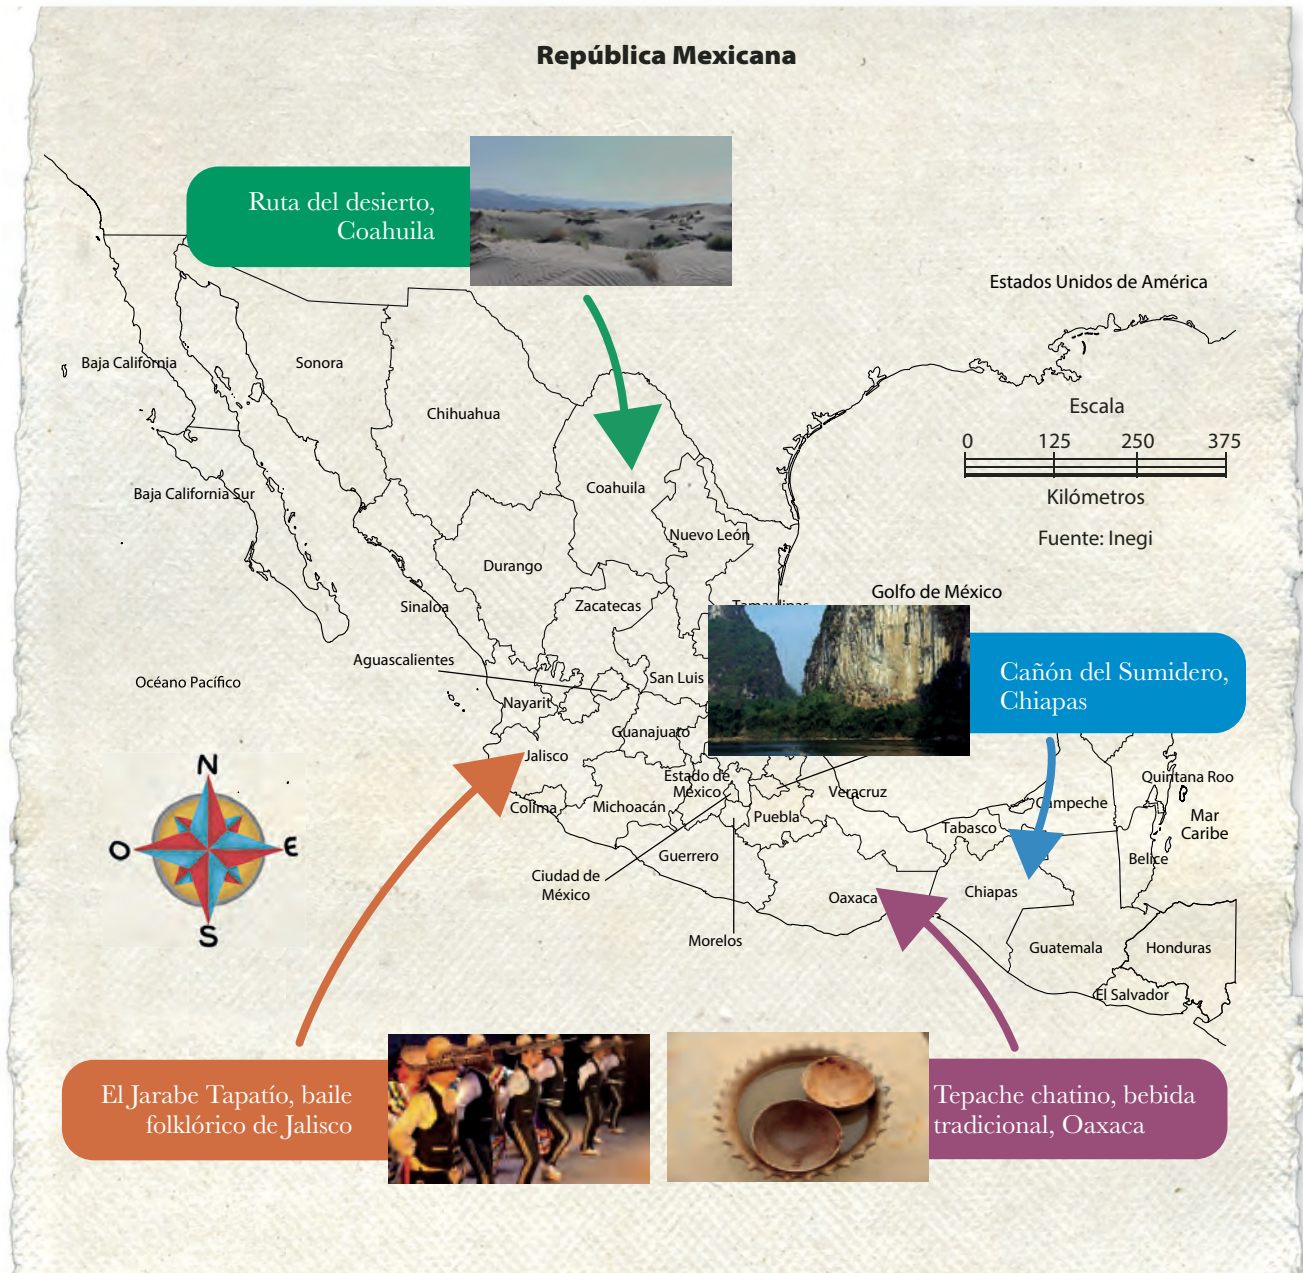 República Mexicana
Ruta del desierto,
Coahuila
Estados Unidos de América
Baja California
Sonora
Chihuahua
Escala
0 125 250 375
Kilómetros
Fuente: Inegi
Baja California Sur
Coahuila
Nuevo León
Durango
Golfo de México
Sinaloa
Zacatecas
Tamaulipas
Aguascalientes
San Luis
Cañón del Sumidero,
Chiapas
Océano Pacífico
Nayarit
Guanajuato
Jalisco
Estado de
México
Quintana Roo
Colima
Michoacán
Veracruz
Campeche
Puebla
Mar
Caribe
Tabasco
N
O
E
S
Guerrero
Belice
Ciudad de
México
Oaxaca
Chiapas
Morelos
Guatemala
Honduras
El Salvador
El Jarabe Tapatío, baile
folklórico de Jalisco
Tepache chatino, bebida
tradicional, Oaxaca